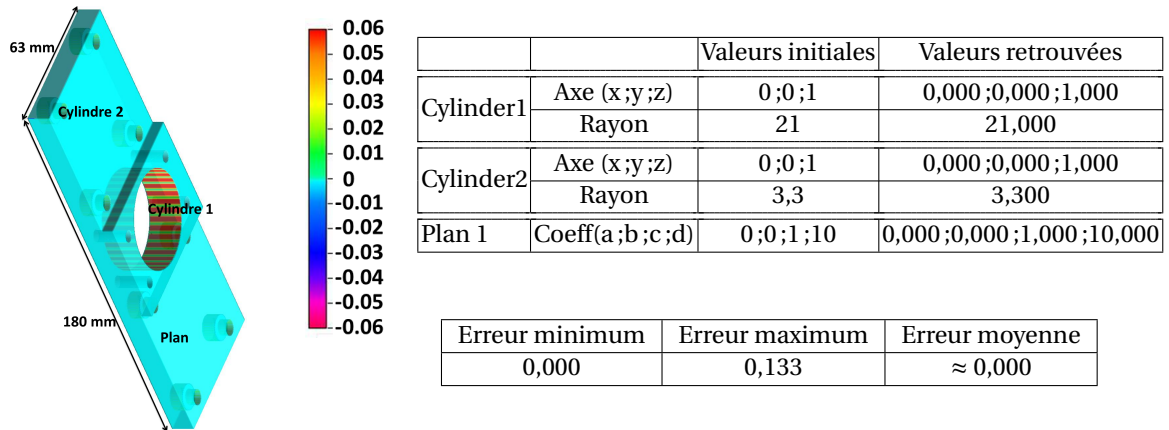 63 mm
Cylindre 2
Cylindre 1
180 mm
Plan
0.06
0.05
0.04
0.03
0.02
0.01
0
-0.01
-0.02
-0.03
-0.04
-0.05
-0.06
Valeurs initiales Valeurs retrouvées
Cylinder1 Axe (x ;y ;z) 0 ;0 ;1 0,000 ;0,000 ;1,000
Rayon 21 21,000
Cylinder2 Axe (x ;y ;z) 0 ;0 ;1 0,000 ;0,000 ;1,000
Rayon 3,3 3,300
Plan 1 Coeff(a ;b ;c ;d) 0 ;0 ;1 ;10 0,000 ;0,000 ;1,000 ;10,000
Erreur minimum Erreur maximum Erreur moyenne
0,000 0,133 ≈ 0,000